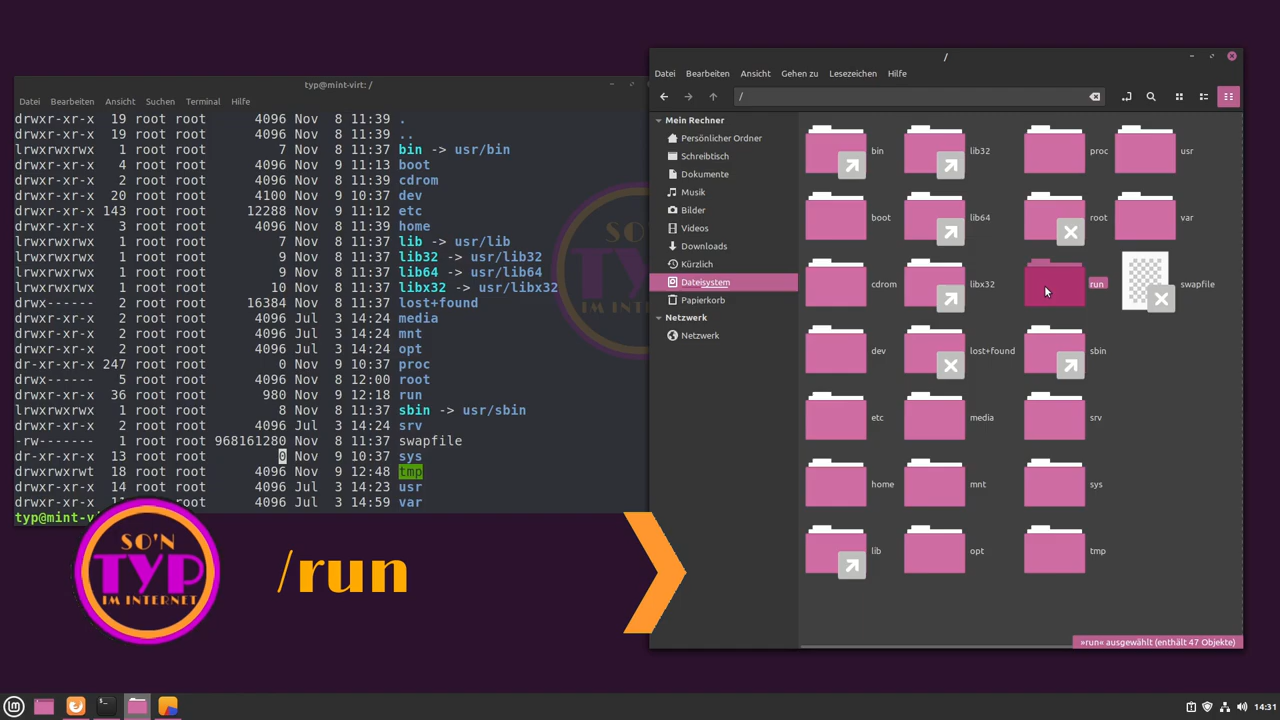 typ@mint-virt: /
Datei Bearbeiten Ansicht Suchen Terminal Hilfe
drwxr-xr-x 19 root root 4096 Nov 8 11:39 .
drwxr-xr-x 19 root root 4096 Nov 8 11:39 ..
lrwxrwxrwx 1 root root 7 Nov 8 11:37 bin -> usr/bin
drwxr-xr-x 4 root root 4096 Nov 9 11:13 boot
drwxrwxr-x 2 root root 4096 Nov 8 11:39 cdrom
drwxr-xr-x 20 root root 4100 Nov 9 10:37 dev
drwxr-xr-x 143 root root 12288 Nov 9 11:12 etc
drwxr-xr-x 3 root root 4096 Nov 8 11:39 home
lrwxrwxrwx 1 root root 7 Nov 8 11:37 lib -> usr/lib
lrwxrwxrwx 1 root root 9 Nov 8 11:37 lib32 -> usr/lib32
lrwxrwxrwx 1 root root 9 Nov 8 11:37 lib64 -> usr/lib64
lrwxrwxrwx 1 root root 10 Nov 8 11:37 libx32 -> usr/libx32
drwx------ 2 root root 16384 Nov 8 11:37 lost+found
drwxr-xr-x 2 root root 4096 Jul 3 14:24 media
drwxr-xr-x 2 root root 4096 Jul 3 14:24 mnt
drwxr-xr-x 2 root root 4096 Jul 3 14:24 opt
dr-xr-xr-x 247 root root 0 Nov 9 10:37 proc
drwx------ 5 root root 4096 Nov 8 12:00 root
drwxr-xr-x 36 root root 980 Nov 9 12:18 run
lrwxrwxrwx 1 root root 8 Nov 8 11:37 sbin -> usr/sbin
drwxr-xr-x 2 root root 4096 Jul 3 14:24 srv
-rw------- 1 root root 968161280 Nov 8 11:37 swapfile
dr-xr-xr-x 13 root root 0 Nov 9 10:37 sys
drwxrwxrwt 18 root root 4096 Nov 9 12:48 tmp
drwxr-xr-x 14 root root 4096 Jul 3 14:23 usr
drwxr-xr-x 11 root root 4096 Jul 3 14:59 var
SO'N
TYP
IM INTERNET
/run
/
Datei Bearbeiten Ansicht Gehen zu Lesezeichen Hilfe
/
Mein Rechner
Persönlicher Ordner
Schreibtisch
Dokumente
Musik
Bilder
Videos
Downloads
Kürzlich
Dateisystem
Papierkorb
Netzwerk
Netzwerk
bin lib32 proc usr
boot lib64 root var
cdrom libx32 run swapfile
dev lost+found sbin
etc media srv
home mnt sys
lib opt tmp
»run« ausgewählt (enthält 47 Objekte)
14:31